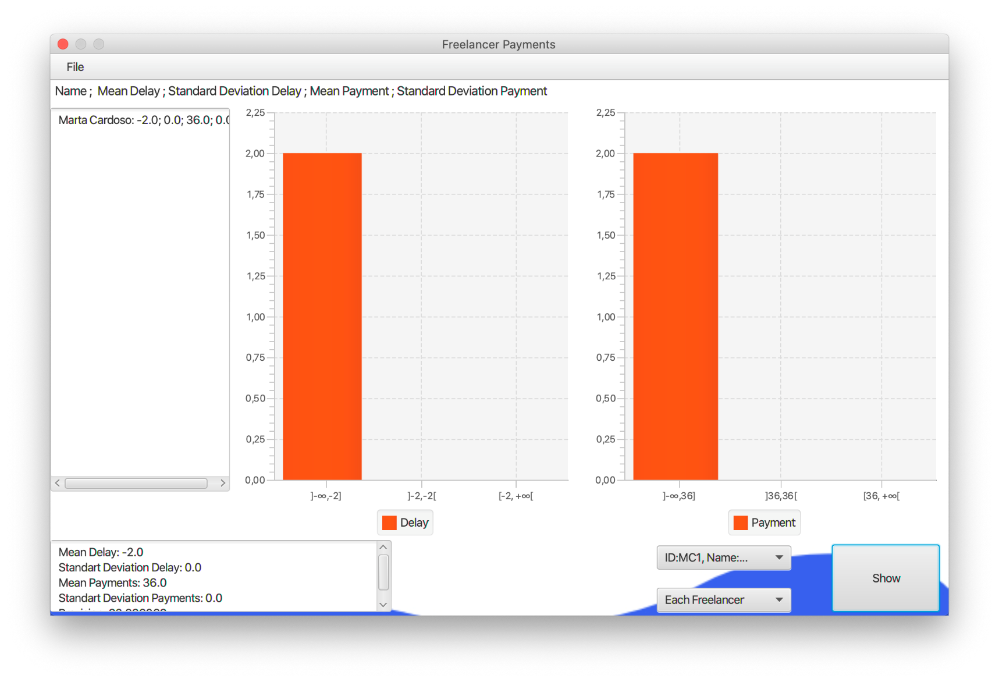 Freelancer Payments
File
Name ;  Mean Delay ; Standard Deviation Delay ; Mean Payment ; Standard Deviation Payment
Marta Cardoso: -2.0; 0.0; 36.0; 0.0
2,25
2,00
1,75
1,50
1,25
1,00
0,75
0,50
0,25
0,00
]-∞,-2]
]-2,-2[
[-2, +∞[
Delay
2,25
2,00
1,75
1,50
1,25
1,00
0,75
0,50
0,25
0,00
]-∞,36]
]36,36[
[36, +∞[
Payment
Mean Delay: -2.0
Standart Deviation Delay: 0.0
Mean Payments: 36.0
Standart Deviation Payments: 0.0
ID:MC1, Name:...
Each Freelancer
Show